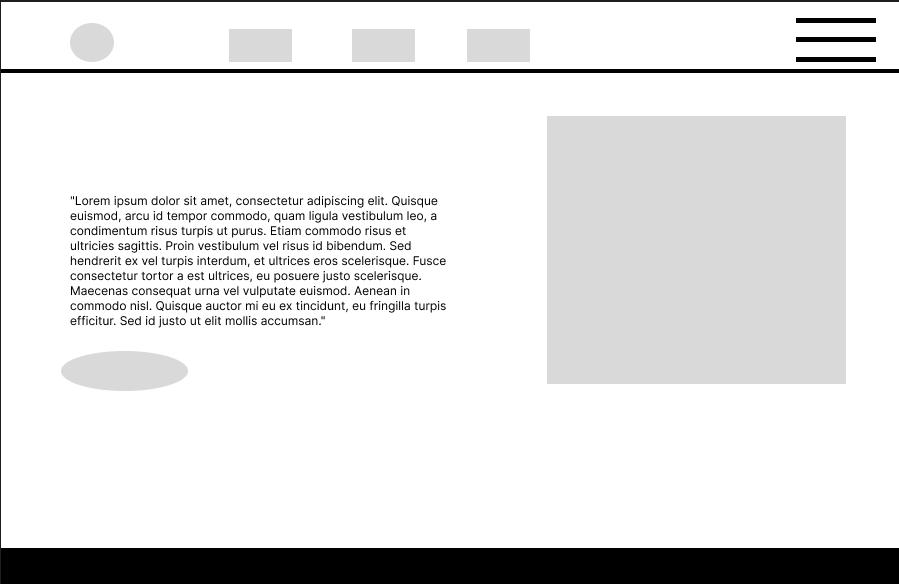 "Lorem ipsum dolor sit amet, consectetur adipiscing elit. Quisque
euismod, arcu id tempor commodo, quam ligula vestibulum leo, a
condimentum risus turpis ut purus. Etiam commodo risus et
ultricies sagittis. Proin vestibulum vel risus id bibendum. Sed
hendrerit ex vel turpis interdum, et ultrices eros scelerisque. Fusce
consectetur tortor a est ultrices, eu posuere justo scelerisque.
Maecenas consequat urna vel vulputate euismod. Aenean in
commodo nisl. Quisque auctor mi eu ex tincidunt, eu fringilla turpis
efficitur. Sed id justo ut elit mollis accumsan."